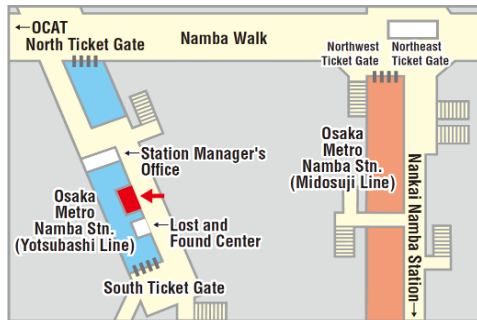 ←OCAT
North Ticket Gate
Namba Walk
Northwest
Ticket Gate
Northeast
Ticket Gate
←Station Manager's
Office
Osaka
Metro
Namba Stn.
(Yotsubashi Line)
←Lost and
Found Center
South Ticket Gate
Osaka
Metro
Namba Stn.
(Midosuji Line)
Nankai Namba Station→